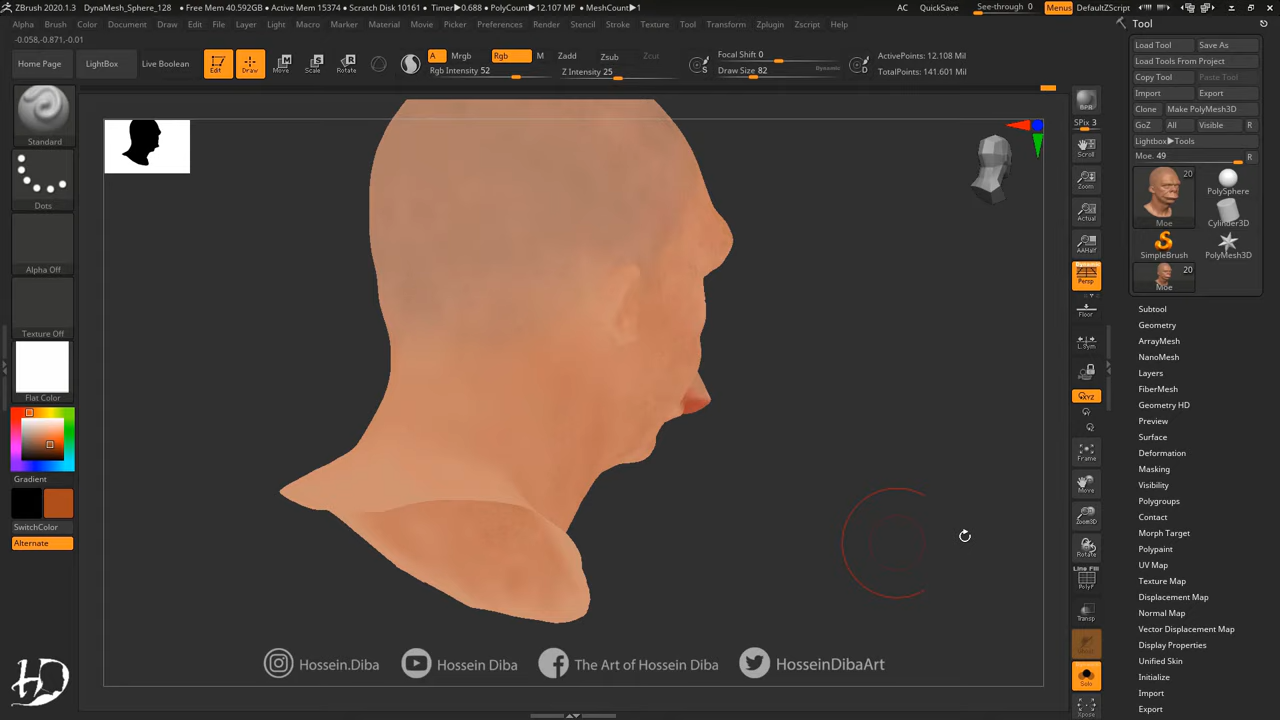 ZBrush 2020.1.3 DynaMesh_Sphere_128 • Free Mem 40.592GB • Active Mem 15374 • Scratch Disk 10161 • Timer▶0.688 • PolyCount▶12.107 MP • MeshCount▶1 AC QuickSave See-through 0 Menus DefaultZScript
Alpha Brush Color Document Draw Edit File Layer Light Macro Marker Material Movie Picker Preferences Render Stencil Stroke Texture Tool Transform Zplugin Zscript Help
-0.058,-0.871,-0.01
Home Page LightBox Live Boolean Edit Draw Move Scale Rotate
A Mrgb Rgb M Zadd Zsub Zcut
Rgb Intensity 52 Z Intensity 25
S Focal Shift 0
Draw Size 82 Dynamic
D ActivePoints: 12.108 Mil
TotalPoints: 141.601 Mil
Standard
Dots
Alpha Off
Texture Off
Flat Color
Gradient
SwitchColor
Alternate
HD
Hossein.Diba Hossein Diba The Art of Hossein Diba HosseinDibaArt
BPR
SPix 3
Scroll
Zoom
Actual
AAHalf
Dynamic
Persp
Floor
L.Sym
XYZ
Frame
Move
Zoom3D
Rotate
Line Fill
PolyF
Transp
Solo
Xpose
Tool
Load Tool Save As
Load Tools From Project
Copy Tool Paste Tool
Import Export
Clone Make PolyMesh3D
GoZ All Visible R
Lightbox▶Tools
Moe. 49 R
20
Moe
PolySphere
Cylinder3D
SimpleBrush PolyMesh3D
20
Moe
Subtool
Geometry
ArrayMesh
NanoMesh
Layers
FiberMesh
Geometry HD
Preview
Surface
Deformation
Masking
Visibility
Polygroups
Contact
Morph Target
Polypaint
UV Map
Texture Map
Displacement Map
Normal Map
Vector Displacement Map
Display Properties
Unified Skin
Initialize
Import
Export